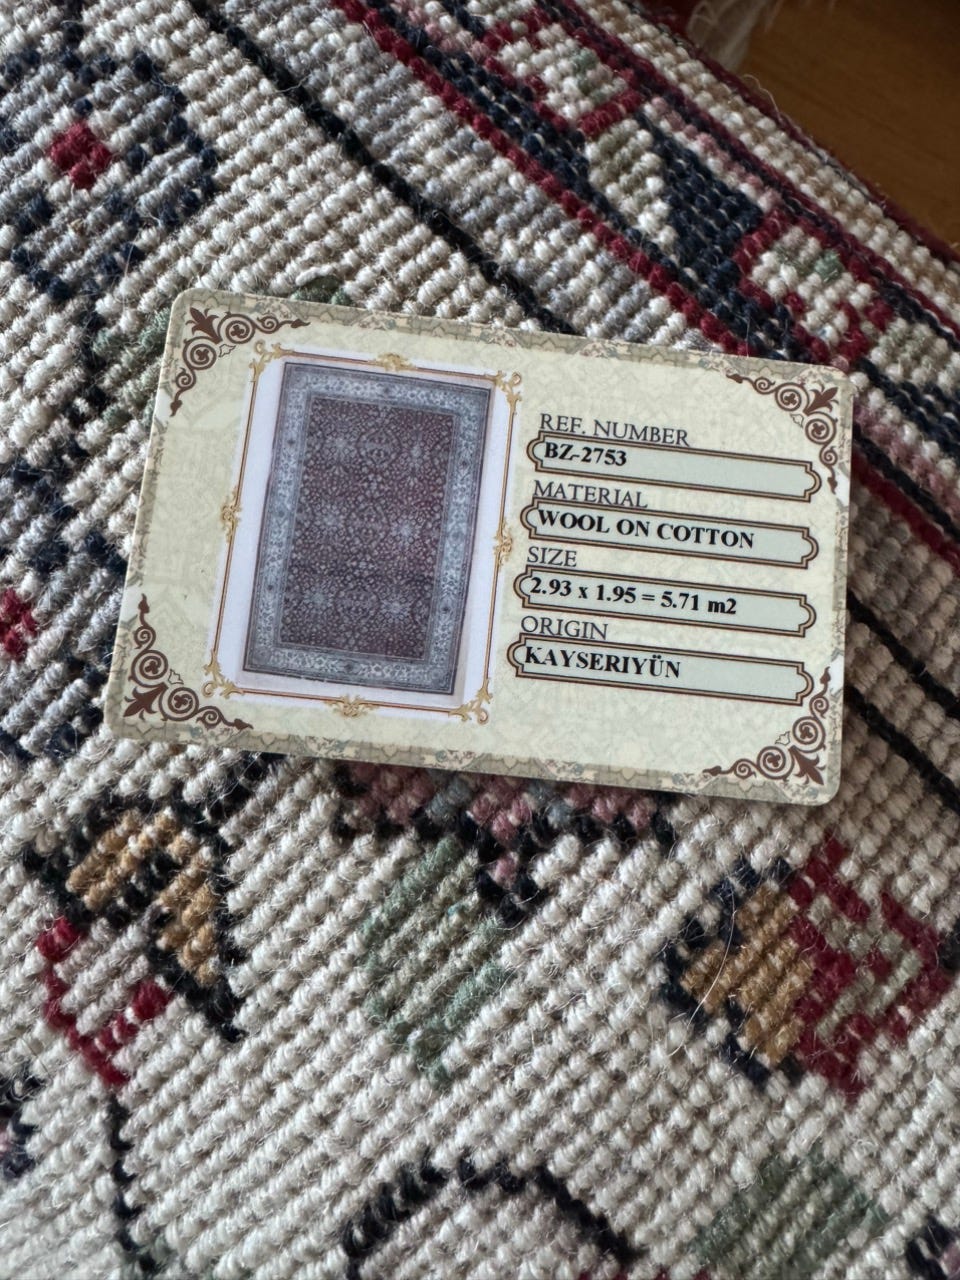 REF. NUMBER
BZ-2753
MATERIAL
WOOL ON COTTON
SIZE
2.93 x 1.95 = 5.71 m2
ORIGIN
KAYSERIYÜN